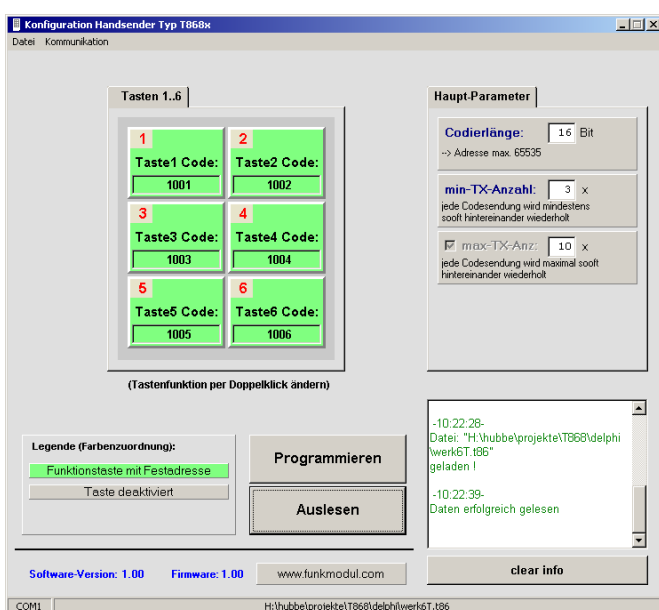 Konfiguration Handsender Typ T868x
Datei Kommunikation
Tasten 1..6
1
Taste1 Code:
1001
2
Taste2 Code:
1002
3
Taste3 Code:
1003
4
Taste4 Code:
1004
5
Taste5 Code:
1005
6
Taste6 Code:
1006
(Tastenfunktion per Doppelklick ändern)
Haupt-Parameter
Codierlänge: 16 Bit
--> Adresse max. 65535
min-TX-Anzahl: 3 x
jede Codesendung wird mindestens
sooft hintereinander wiederholt
max-TX-Anz: 10 x
jede Codesendung wird maximal sooft
hintereinander wiederholt
Legende (Farbenzuordnung):
Funktionstaste mit Festadresse
Taste deaktiviert
Programmieren
Auslesen
-10:22:28-
Datei: "H:\hubbe\projekte\T868\delphi
\werk6T.t86"
geladen !
-10:22:39-
Daten erfolgreich gelesen
clear info
Software-Version: 1.00 Firmware: 1.00 www.funkmodul.com
COM1 H:\hubbe\projekte\T868\delphi\werk6T.t86